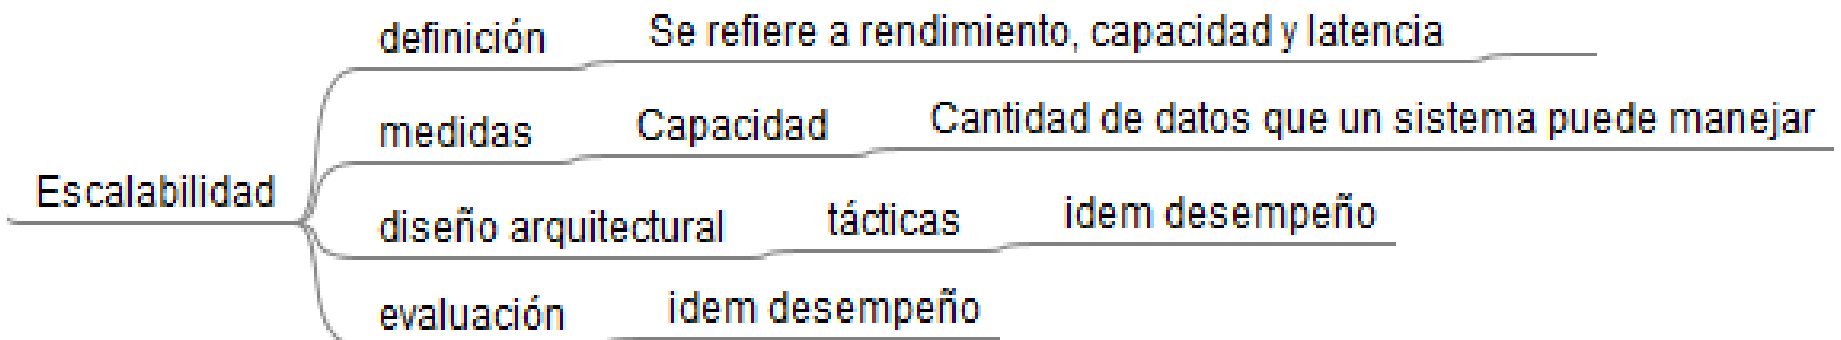 Escalabilidad
definición Se refiere a rendimiento, capacidad y latencia
medidas Capacidad Cantidad de datos que un sistema puede manejar
diseño arquitectural tácticas idem desempeño
evaluación idem desempeño